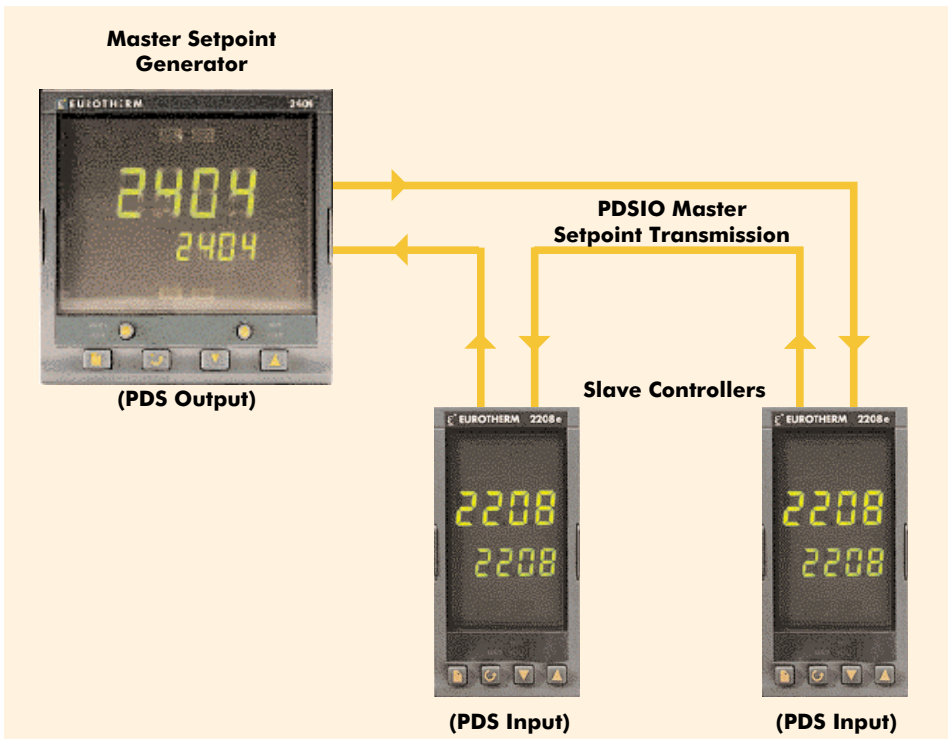 Master Setpoint
Generator
EUROTHERM 2404
2404
2404
PDSIO Master
Setpoint Transmission
(PDS Output)
Slave Controllers
EUROTHERM 2208e
EUROTHERM 2208e
2208
2208
2208
2208
(PDS Input)
(PDS Input)